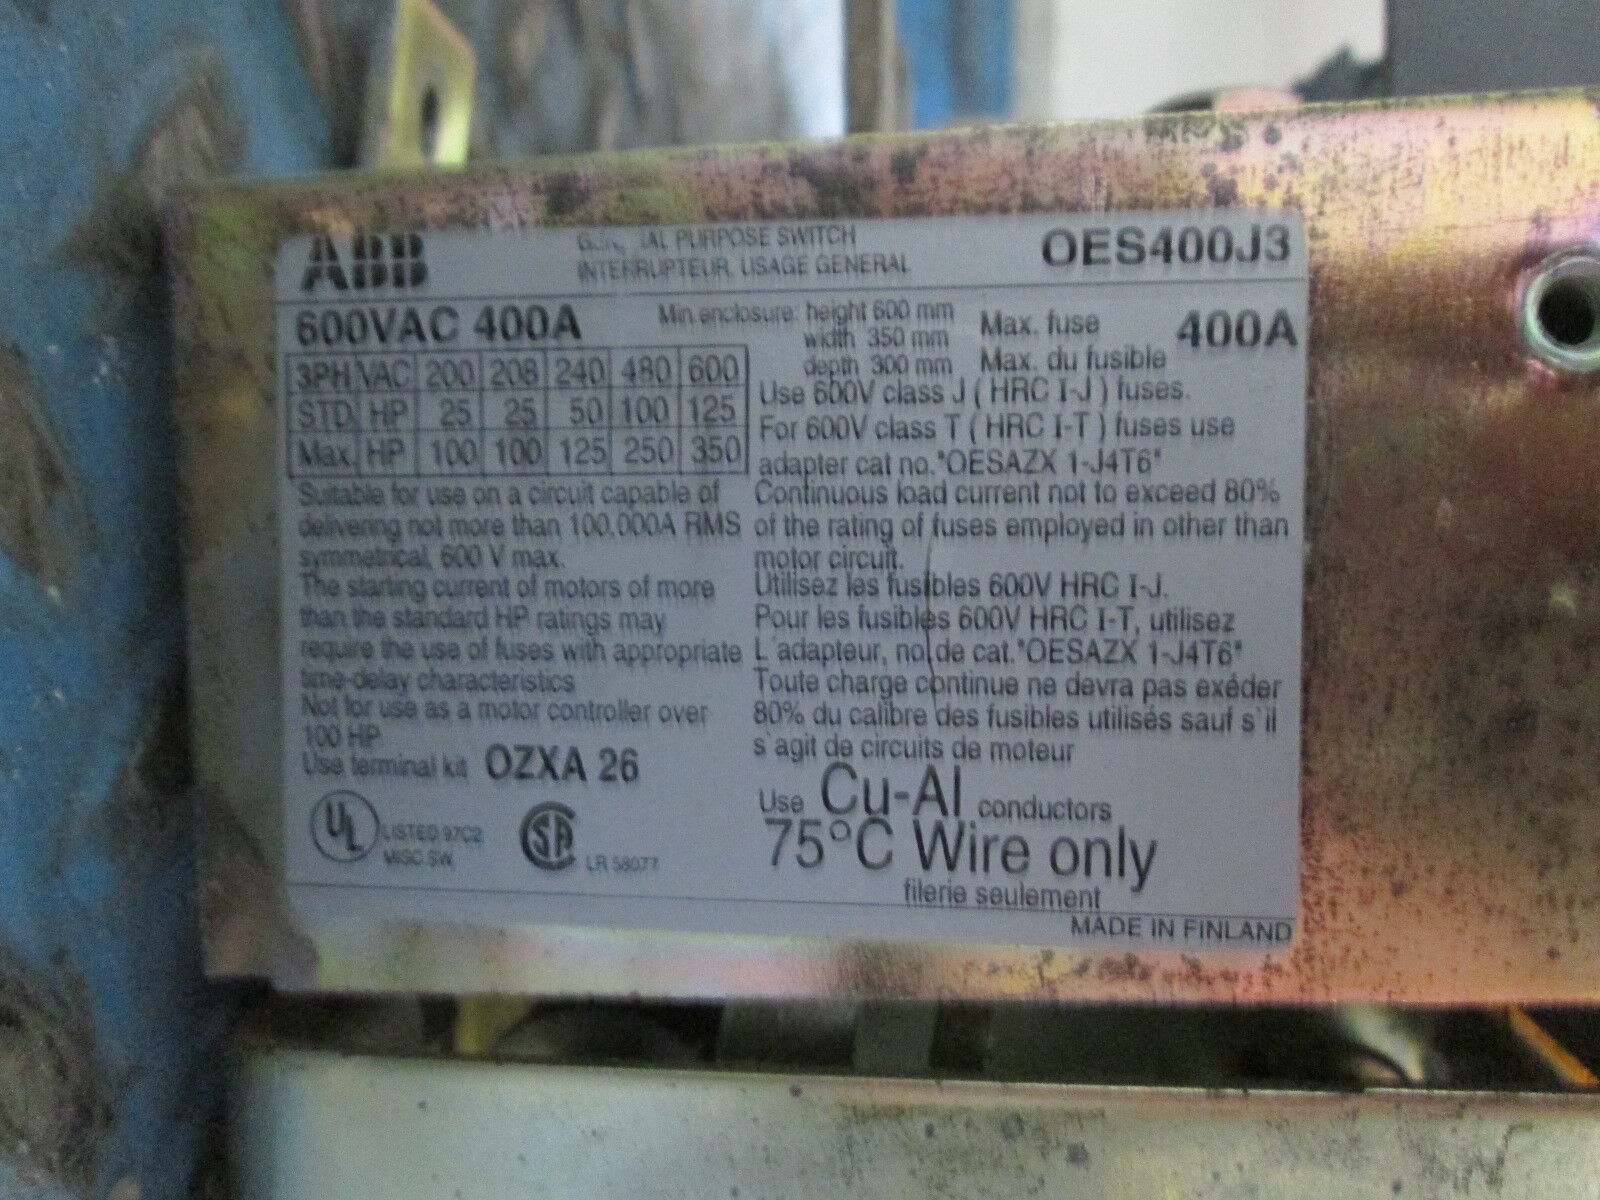 ABB
GENERAL PURPOSE SWITCH
INTERRUPTEUR, USAGE GENERAL
OES400J3
600VAC 400A
Min. enclosure: height 600 mm
width 350 mm
depth 300 mm
Max. fuse
Max. du fusible
400A
3PH VAC 200 208 240 480 600
STD. HP 25 25 50 100 125
Max. HP 100 100 125 250 350
Suitable for use on a circuit capable of
delivering not more than 100.000A RMS
symmetrical, 600 V max.
The starting current of motors of more
than the standard HP ratings may
require the use of fuses with appropriate
time-delay characteristics
Not for use as a motor controller over
100 HP
Use terminal kit OZXA 26
UL LISTED 97C2
MISC SW.
SA LR 58077
Use 600V class J ( HRC I-J ) fuses.
For 600V class T ( HRC I-T ) fuses use
adapter cat no."OESAZX 1-J4T6"
Continuous load current not to exceed 80%
of the rating of fuses employed in other than
motor circuit.
Utilisez les fusibles 600V HRC I-J.
Pour les fusibles 600V HRC I-T, utilisez
L`adapteur, no.de cat."OESAZX 1-J4T6"
Toute charge continue ne devra pas exéder
80% du calibre des fusibles utilisés sauf s`il
s`agit de circuits de moteur
Use Cu-Al conductors
75°C Wire only
filerie seulement
MADE IN FINLAND